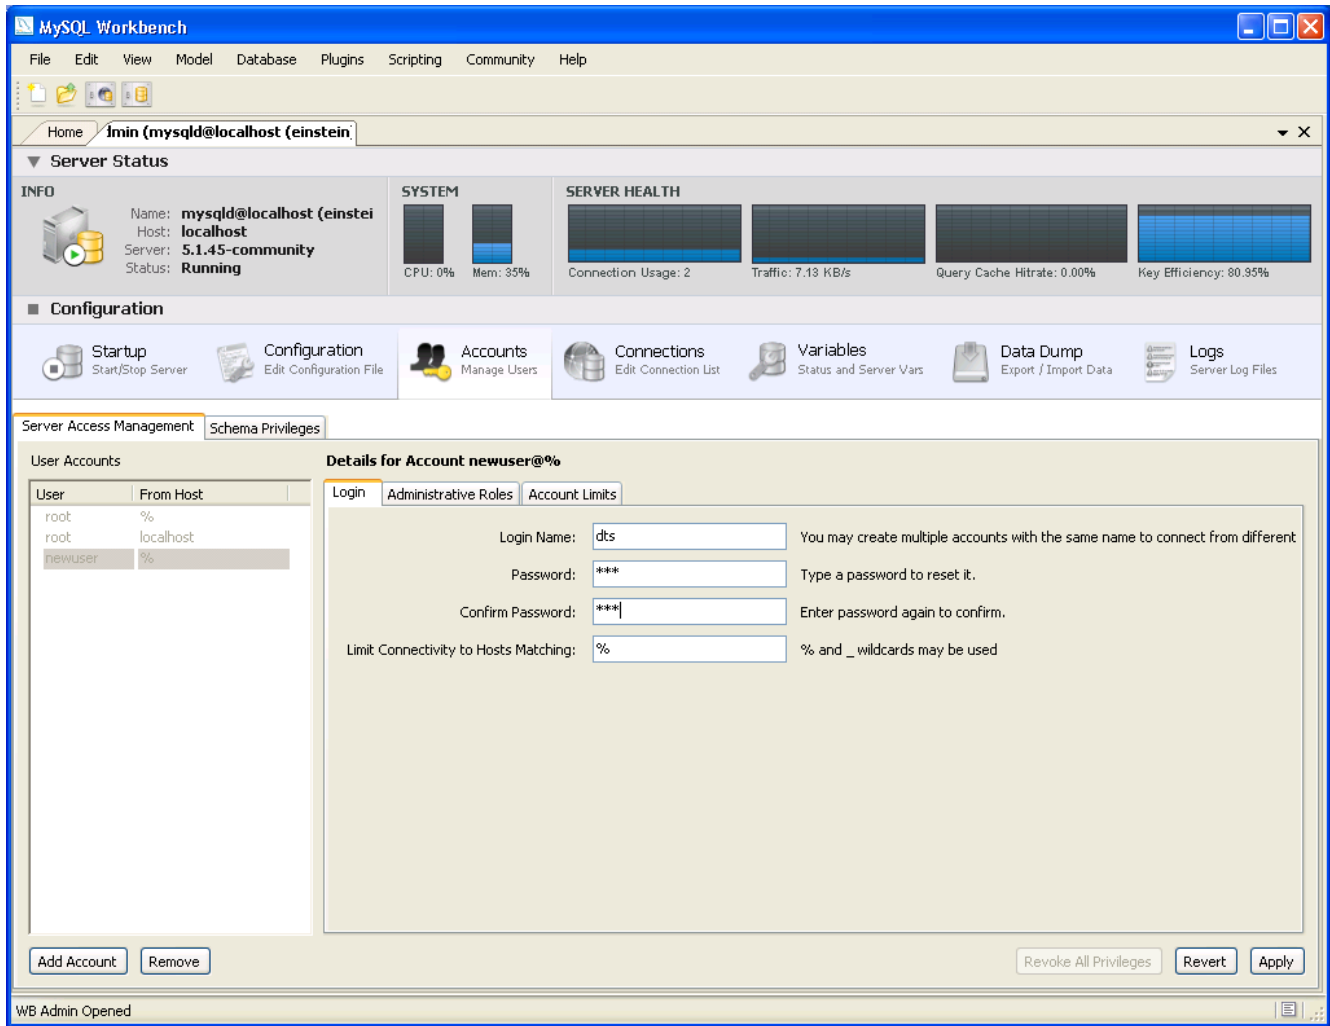 MySQL Workbench
File Edit View Model Database Plugins Scripting Community Help
Home dmin (mysqld@localhost (einstein)
Server Status
INFO
Name: mysqld@localhost (einstei
Host: localhost
Server: 5.1.45-community
Status: Running
SYSTEM
CPU: 0% Mem: 35%
SERVER HEALTH
Connection Usage: 2 Traffic: 7.13 KB/s Query Cache Hitrate: 0.00% Key Efficiency: 80.95%
Configuration
Startup
Start/Stop Server
Configuration
Edit Configuration File
Accounts
Manage Users
Connections
Edit Connection List
Variables
Status and Server Vars
Data Dump
Export / Import Data
Logs
Server Log Files
Server Access Management Schema Privileges
User Accounts
User From Host
root %
root localhost
newuser %
Details for Account newuser@%
Login Administrative Roles Account Limits
Login Name: dts You may create multiple accounts with the same name to connect from different
Password: *** Type a password to reset it.
Confirm Password: *** Enter password again to confirm.
Limit Connectivity to Hosts Matching: % % and _ wildcards may be used
Add Account Remove Revoke All Privileges Revert Apply
WB Admin Opened